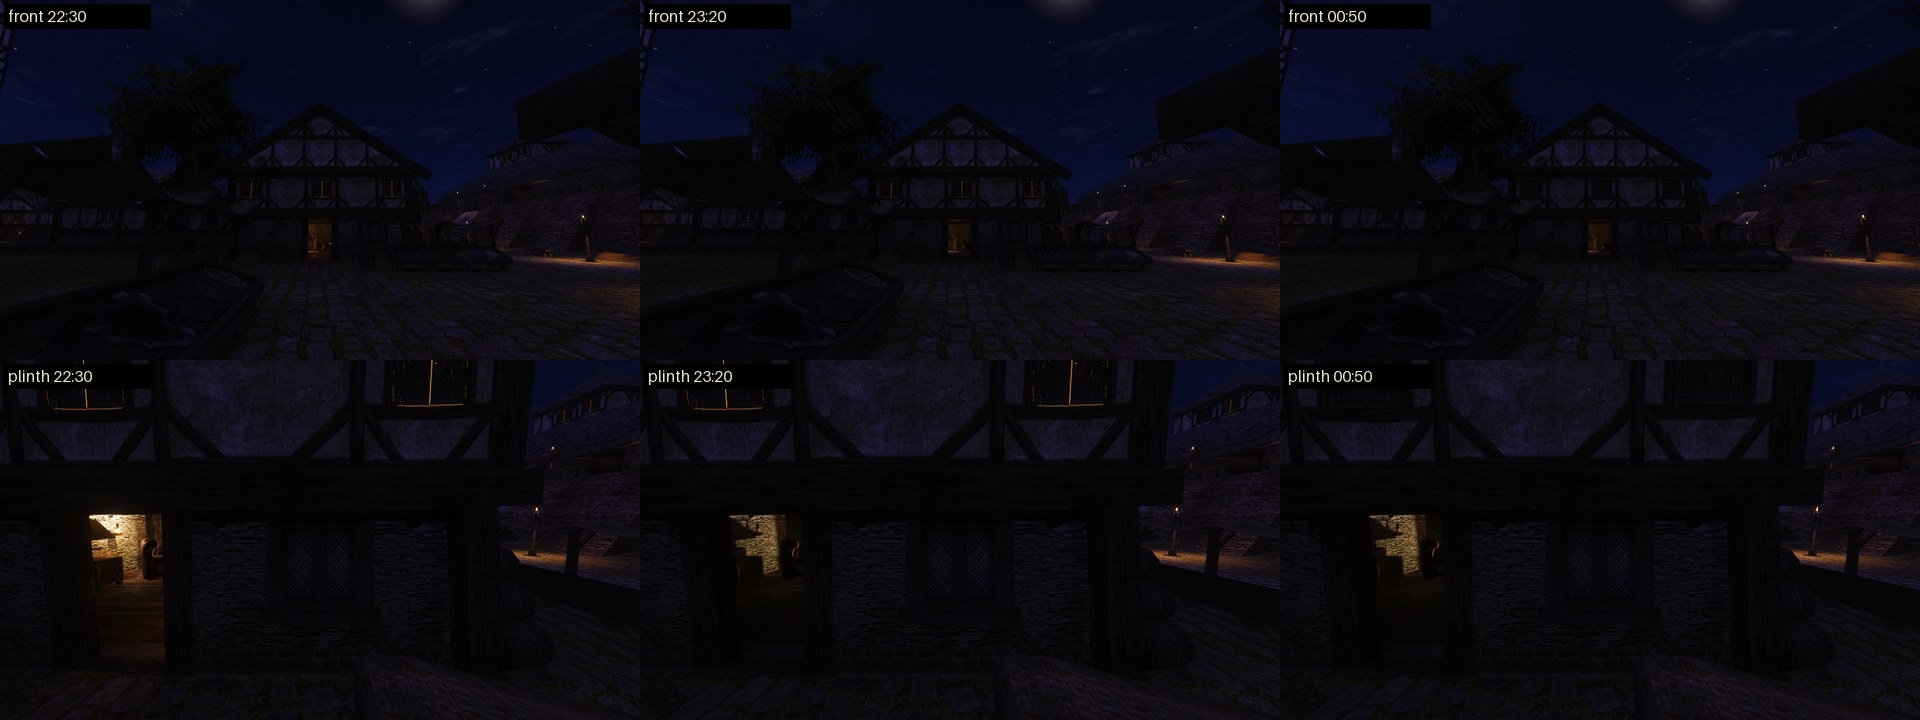 front 22:30
front 23:20
front 00:50
plinth 22:30
plinth 23:20
plinth 00:50